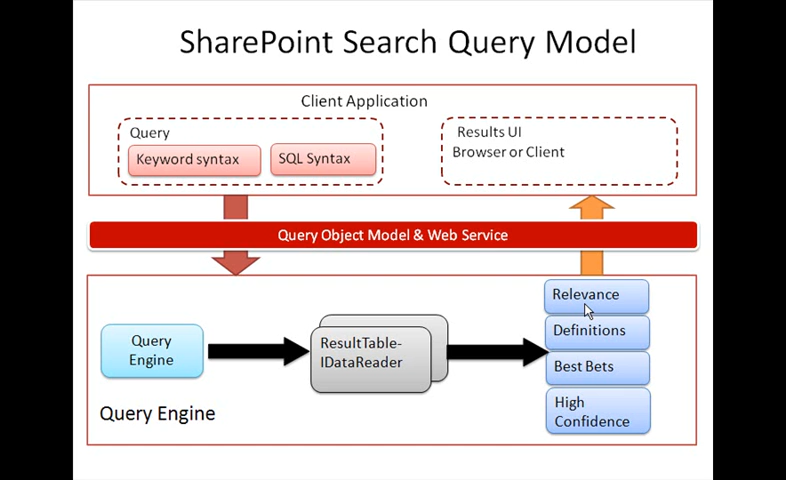 SharePoint Search Query Model
Client Application
Query
Keyword syntax
SQL Syntax
Results UI
Browser or Client
Query Object Model & Web Service
Query
Engine
ResultTable-
IDataReader
Relevance
Definitions
Best Bets
High
Confidence
Query Engine